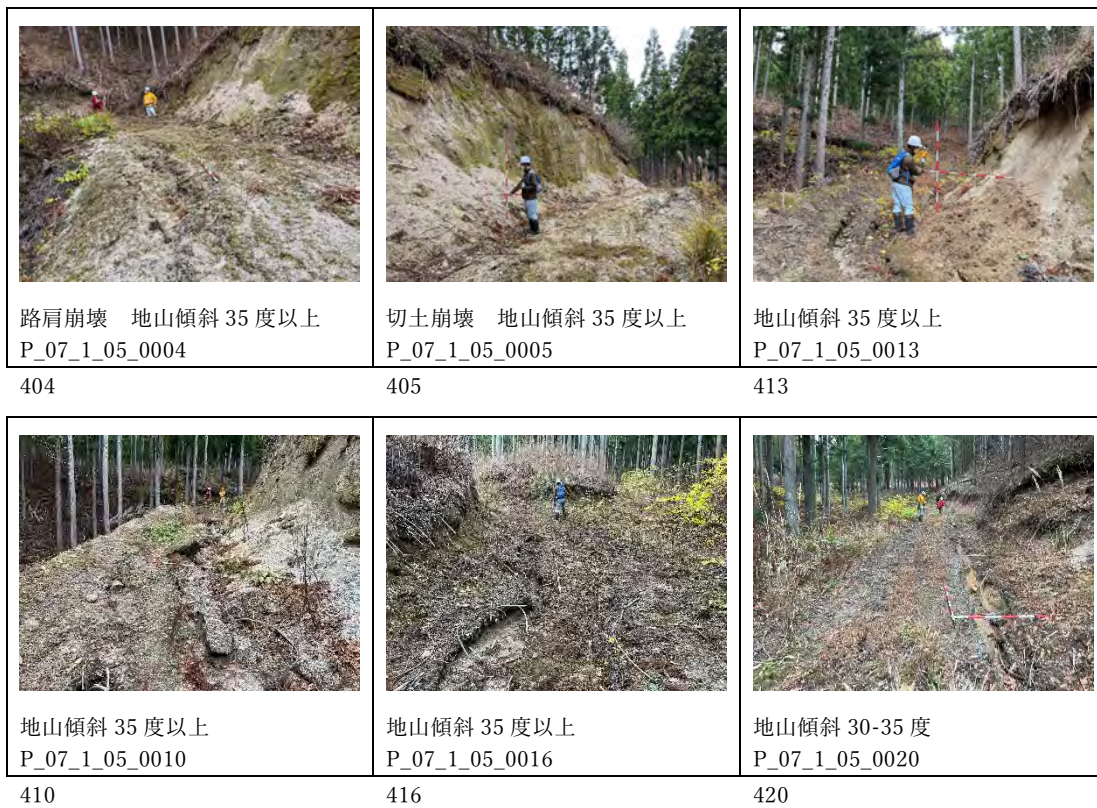 路肩崩壊　地山傾斜 35 度以上
P_07_1_05_0004
切土崩壊　地山傾斜 35 度以上
P_07_1_05_0005
地山傾斜 35 度以上
P_07_1_05_0013
404
405
413
地山傾斜 35 度以上
P_07_1_05_0010
地山傾斜 35 度以上
P_07_1_05_0016
地山傾斜 30-35 度
P_07_1_05_0020
410
416
420